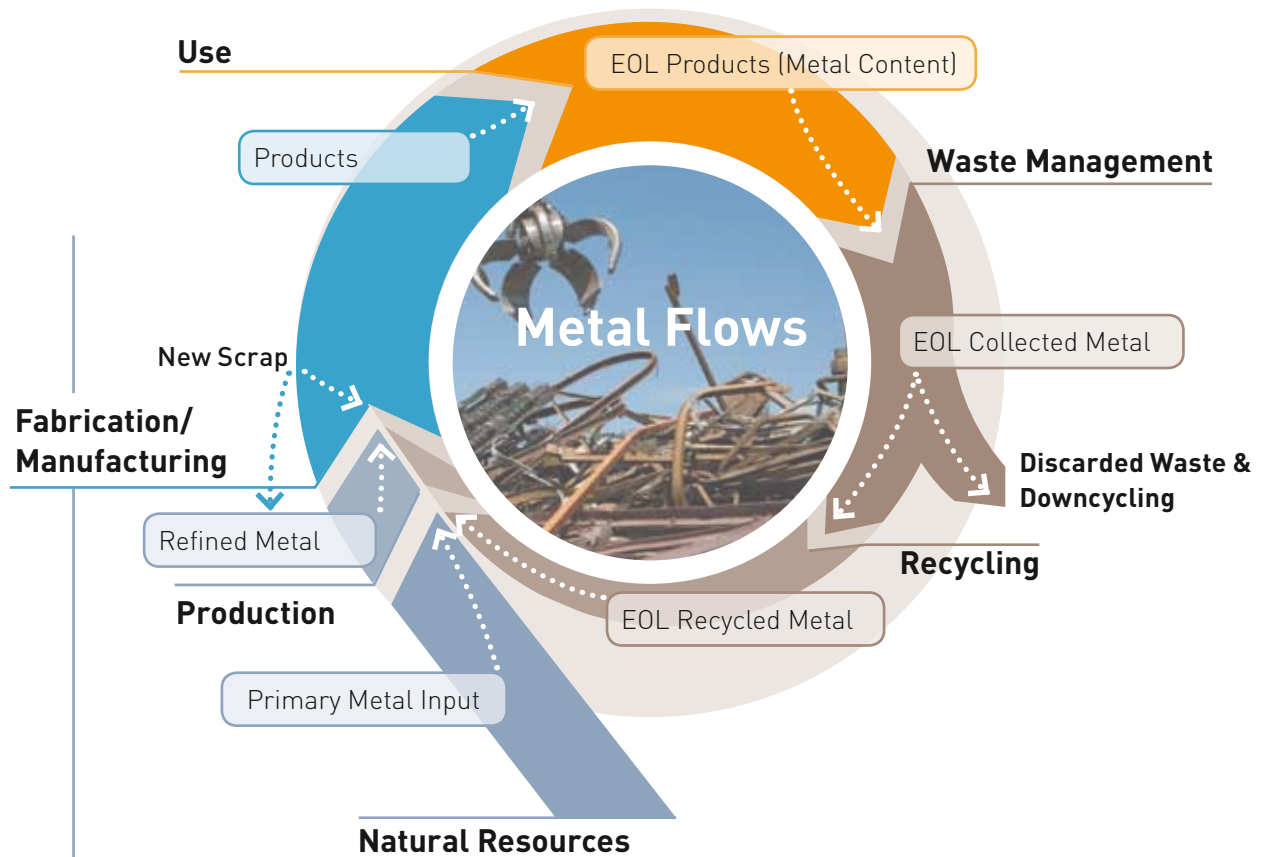 Use
EOL Products (Metal Content)
Products
Waste Management
Metal Flows
EOL Collected Metal
New Scrap
Fabrication/
Manufacturing
Discarded Waste &
Downcycling
Refined Metal
Recycling
Production
EOL Recycled Metal
Primary Metal Input
Natural Resources